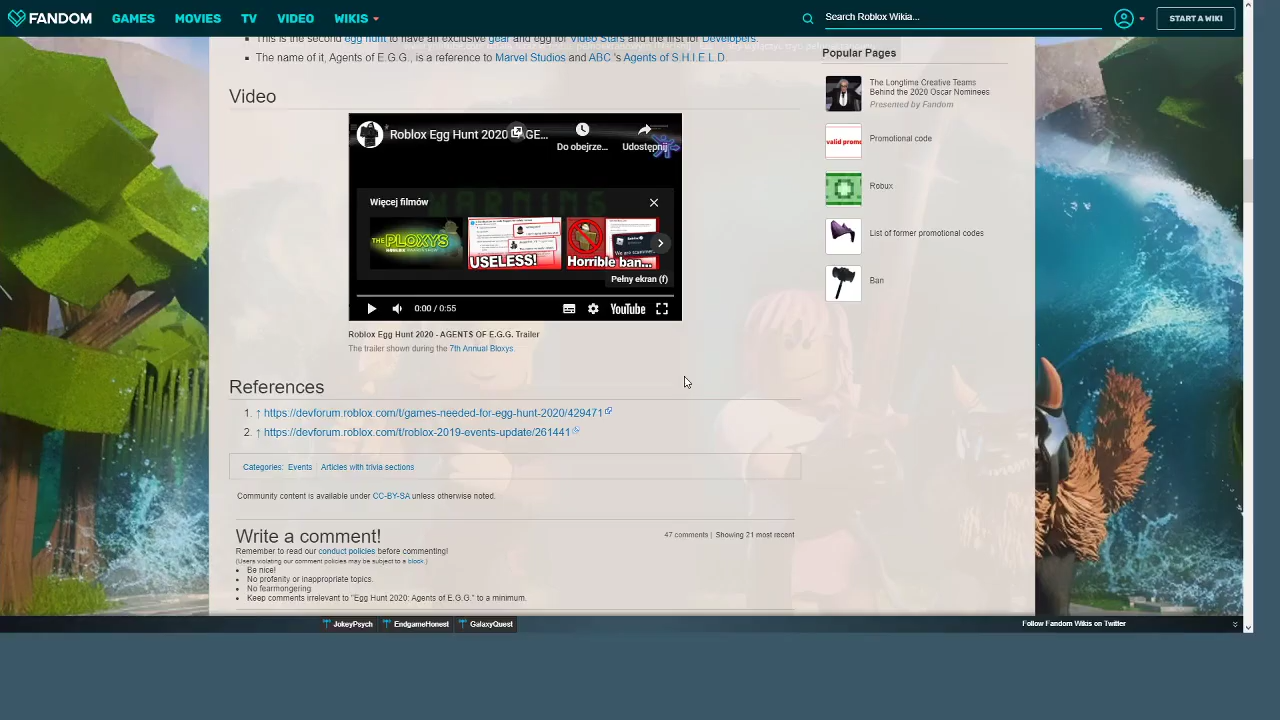 FANDOM
GAMES
MOVIES
TV
VIDEO
WIKIS
Search Roblox Wikia...
START A WIKI
This is the second egg hunt to have an exclusive gear and egg for Video Stars and the first for Developers.
The name of it, Agents of E.G.G., is a reference to Marvel Studios and ABC 's Agents of S.H.I.E.L.D.
Video
Roblox Egg Hunt 2020 AGE...
Do obejrze...
Udostępnij
Więcej filmów
THE PLOXYS
USELESS!
Horrible ban...
Pełny ekran (f)
0:00 / 0:55
YouTube
Roblox Egg Hunt 2020 - AGENTS OF E.G.G. Trailer
The trailer shown during the 7th Annual Bloxys.
References
1. ↑ https://devforum.roblox.com/t/games-needed-for-egg-hunt-2020/429471
2. ↑ https://devforum.roblox.com/t/roblox-2019-events-update/261441
Categories: Events Articles with trivia sections
Community content is available under CC-BY-SA unless otherwise noted.
Write a comment!
47 comments | Showing 21 most recent
Remember to read our conduct policies before commenting!
(Users violating our comment policies may be subject to a block.)
Be nice!
No profanity or inappropriate topics.
No fearmongering
Keep comments irrelevant to "Egg Hunt 2020: Agents of E.G.G." to a minimum.
Popular Pages
The Longtime Creative Teams
Behind the 2020 Oscar Nominees
Presented by Fandom
valid promo
Promotional code
Robux
List of former promotional codes
Ban
JokeyPsych
EndgameHonest
GalaxyQuest
Follow Fandom Wikis on Twitter